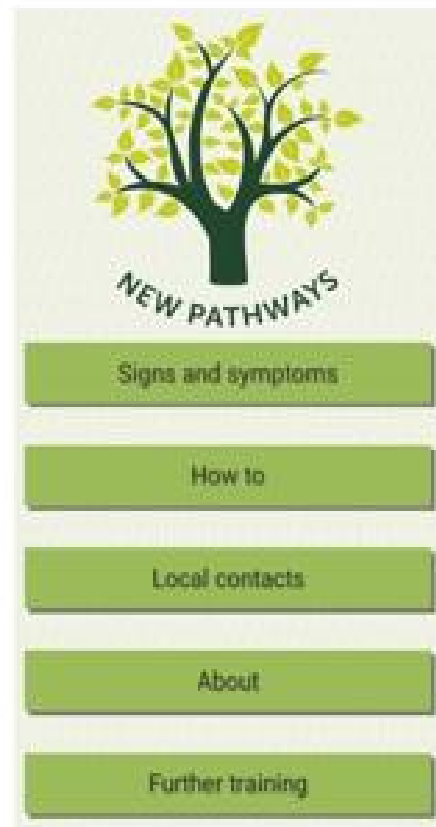 NEW PATHWAYS
Signs and symptoms
How to
Local contacts
About
Further training